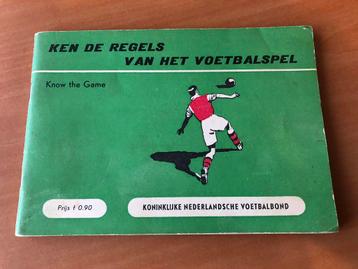 KEN DE REGELS
VAN HET VOETBALSPEL
Know the Game
Prijs f 0.90
KONINKLIJKE NEDERLANDSCHE VOETBALBOND